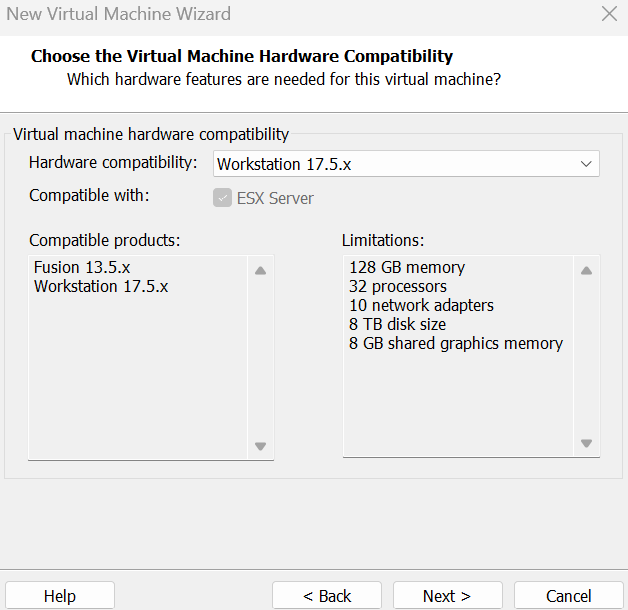 New Virtual Machine Wizard
Choose the Virtual Machine Hardware Compatibility
Which hardware features are needed for this virtual machine?
Virtual machine hardware compatibility
Hardware compatibility: Workstation 17.5.x
Compatible with: ESX Server
Compatible products:
Fusion 13.5.x
Workstation 17.5.x
Limitations:
128 GB memory
32 processors
10 network adapters
8 TB disk size
8 GB shared graphics memory
Help < Back Next > Cancel